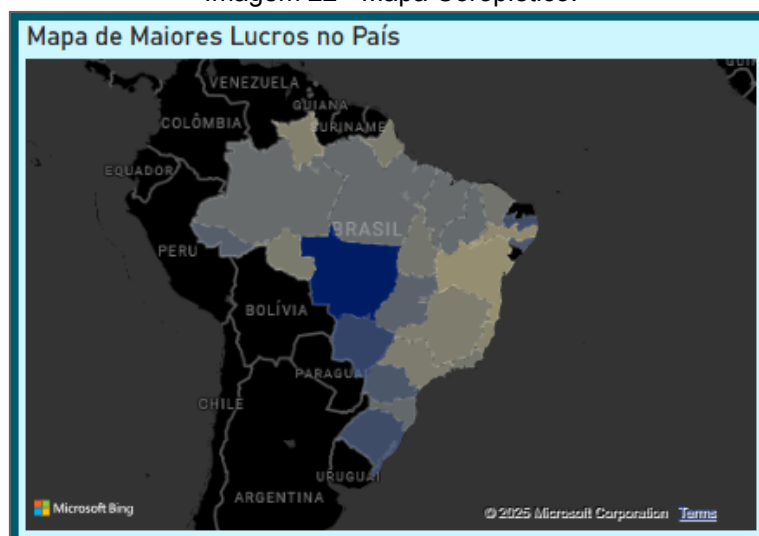 Mapa de Maiores Lucros no País
VENEZUELA
GUIANA
COLÔMBIA
SURINAME
EQUADOR
BRASIL
PERU
BOLÍVIA
PARAGUAI
CHILE
URUGUAI
ARGENTINA
Microsoft Bing
© 2025 Microsoft Corporation Terms